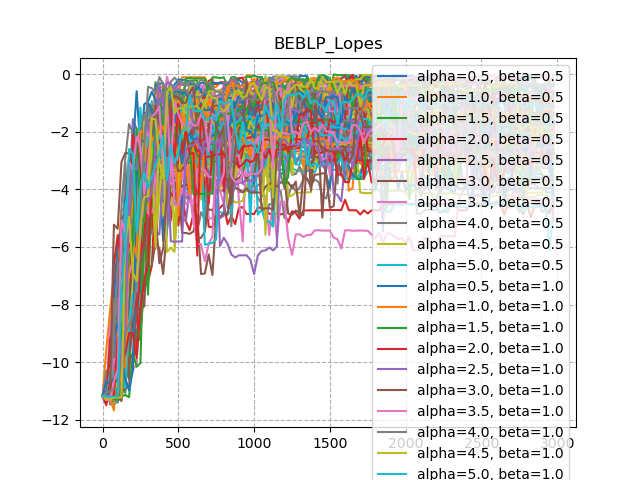 BEBLP_Lopes
0
−2
−4
−6
−8
−10
−12
0
500
1000
1500
2000
2500
3000
alpha=0.5, beta=0.5
alpha=1.0, beta=0.5
alpha=1.5, beta=0.5
alpha=2.0, beta=0.5
alpha=2.5, beta=0.5
alpha=3.0, beta=0.5
alpha=3.5, beta=0.5
alpha=4.0, beta=0.5
alpha=4.5, beta=0.5
alpha=5.0, beta=0.5
alpha=0.5, beta=1.0
alpha=1.0, beta=1.0
alpha=1.5, beta=1.0
alpha=2.0, beta=1.0
alpha=2.5, beta=1.0
alpha=3.0, beta=1.0
alpha=3.5, beta=1.0
alpha=4.0, beta=1.0
alpha=4.5, beta=1.0
alpha=5.0, beta=1.0